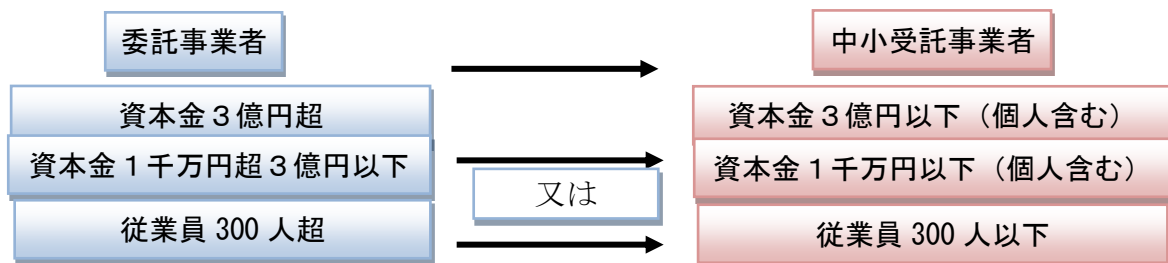 委託事業者
中小受託事業者
資本金３億円超
資本金３億円以下（個人含む）
資本金１千万円超３億円以下
資本金１千万円以下（個人含む）
又は
従業員 300 人超
従業員 300 人以下